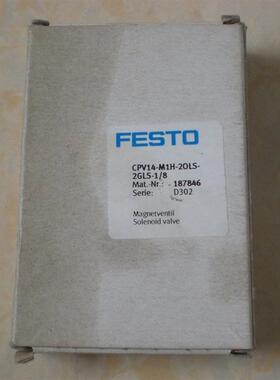 FESTO
CPV14-M1H-2OLS-
2GLS-1/8
Mat.-Nr.: 187846
Serie: D302
Magnetventil
Solenoid valve